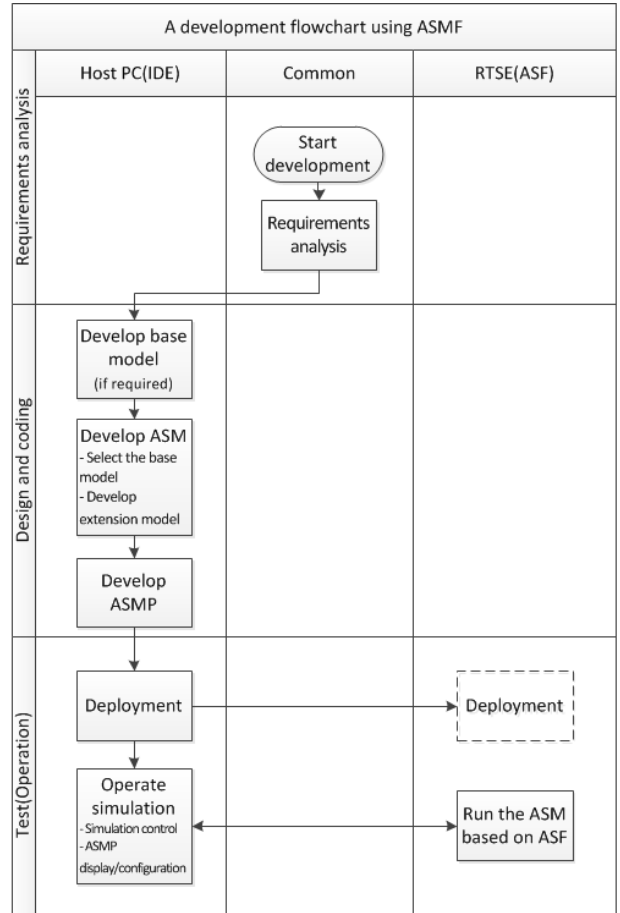 A development flowchart using ASMF
Host PC(IDE)
Common
RTSE(ASF)
Requirements analysis
Start
development
Requirements
analysis
Design and coding
Develop base
model
(if required)
Develop ASM
- Select the base
model
- Develop
extension model
Develop
ASMP
Test(Operation)
Deployment
Deployment
Operate
simulation
- Simulation control
- ASMP
display/configuration
Run the ASM
based on ASF